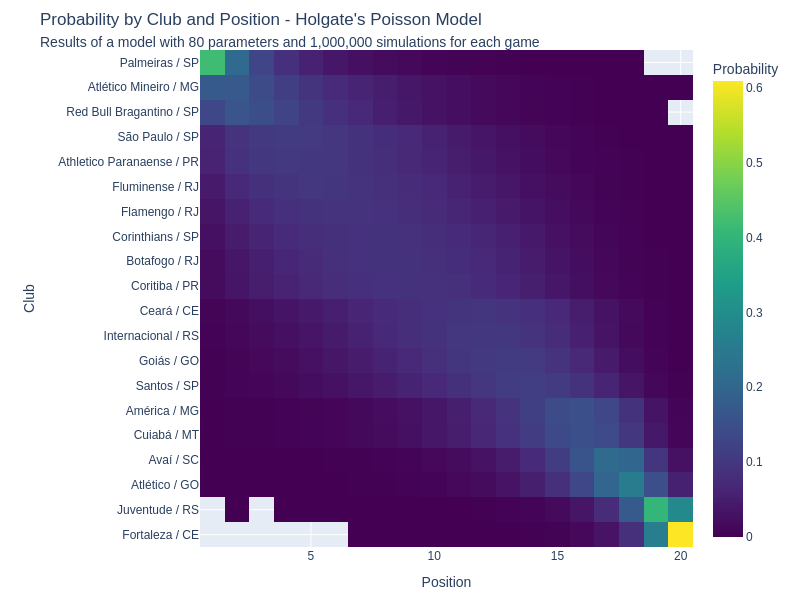 Probability by Club and Position - Holgate's Poisson Model
Results of a model with 80 parameters and 1,000,000 simulations for each game
Palmeiras / SP
Atlético Mineiro / MG
Red Bull Bragantino / SP
São Paulo / SP
Athletico Paranaense / PR
Fluminense / RJ
Flamengo / RJ
Corinthians / SP
Botafogo / RJ
Coritiba / PR
Ceará / CE
Internacional / RS
Goiás / GO
Santos / SP
América / MG
Cuiabá / MT
Avaí / SC
Atlético / GO
Juventude / RS
Fortaleza / CE
Club
5
10
15
20
Position
Probability
0.6
0.5
0.4
0.3
0.2
0.1
0